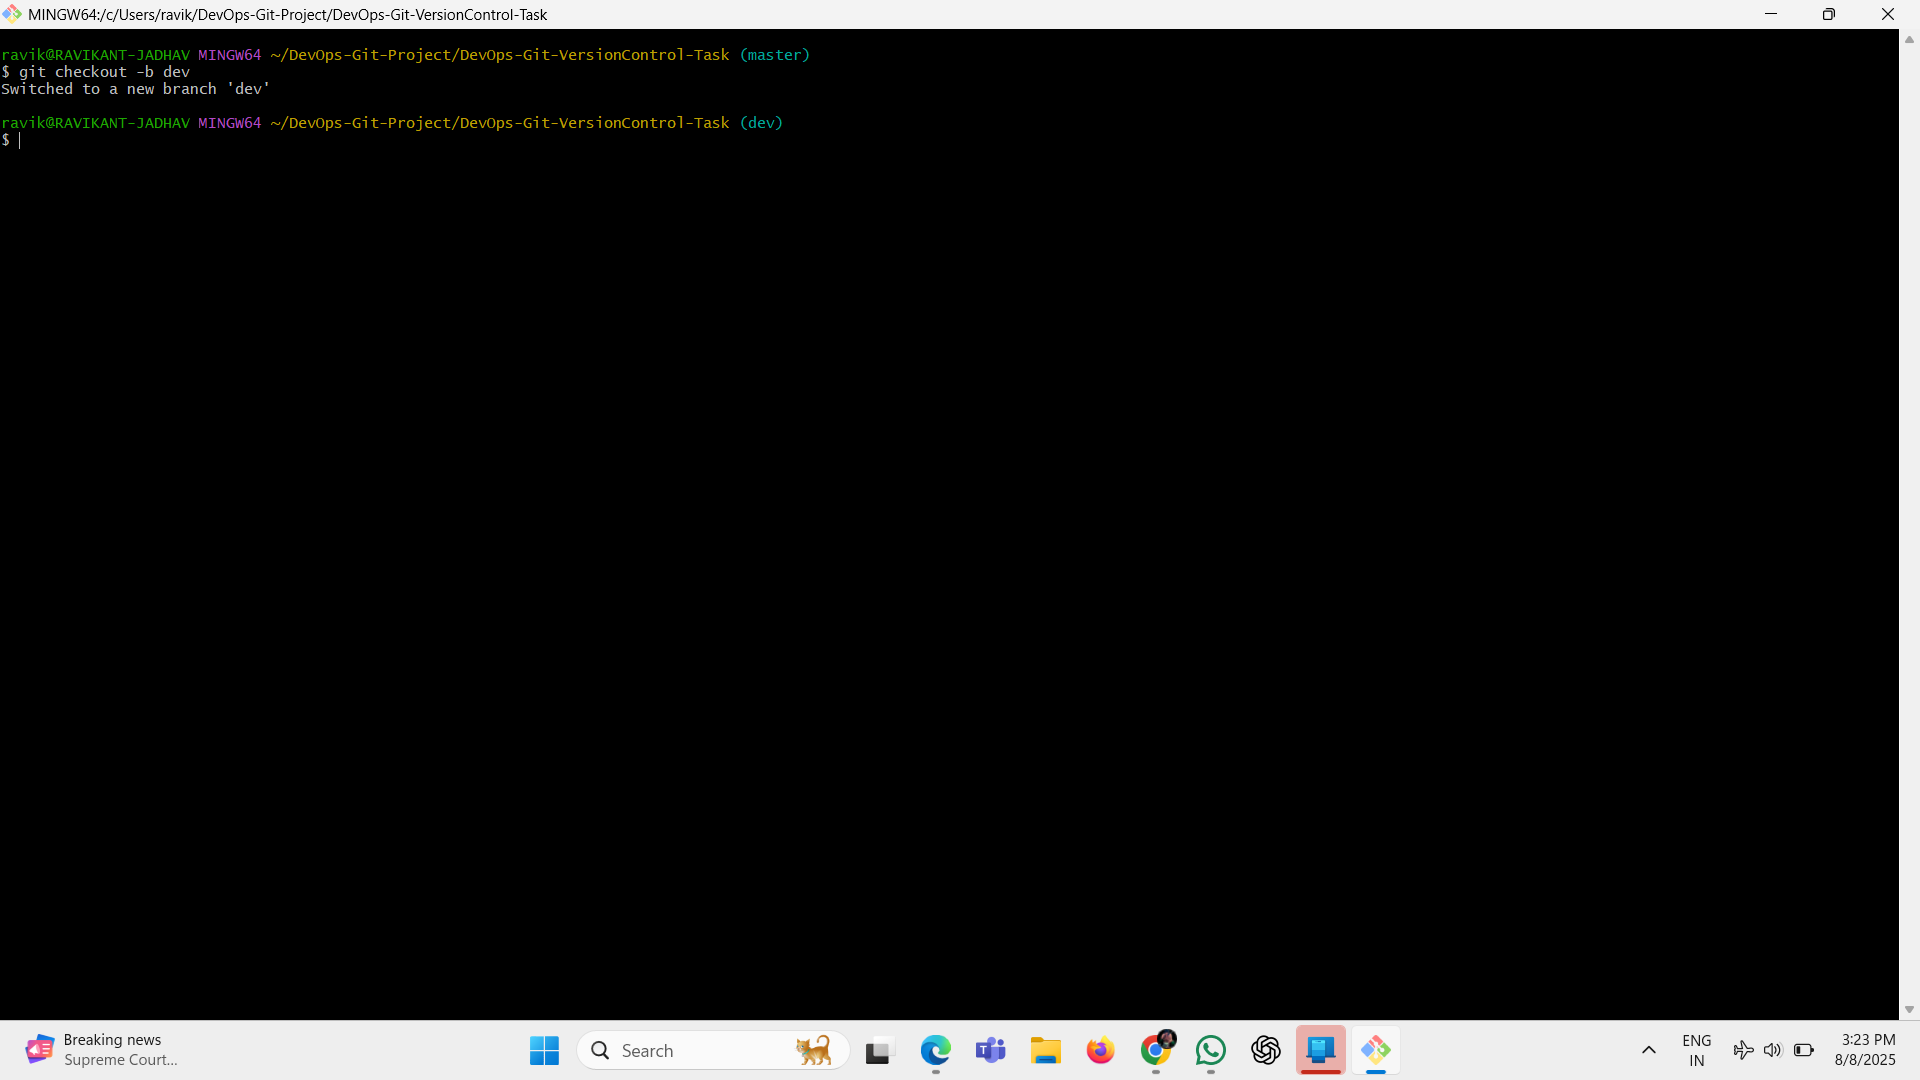 MINGW64:/c/Users/ravik/DevOps-Git-Project/DevOps-Git-VersionControl-Task
ravik@RAVIKANT-JADHAV MINGW64 ~/DevOps-Git-Project/DevOps-Git-VersionControl-Task (master)
$ git checkout -b dev
Switched to a new branch 'dev'
ravik@RAVIKANT-JADHAV MINGW64 ~/DevOps-Git-Project/DevOps-Git-VersionControl-Task (dev)
$
Breaking news
Supreme Court...
Search
ENG
IN
3:23 PM
8/8/2025